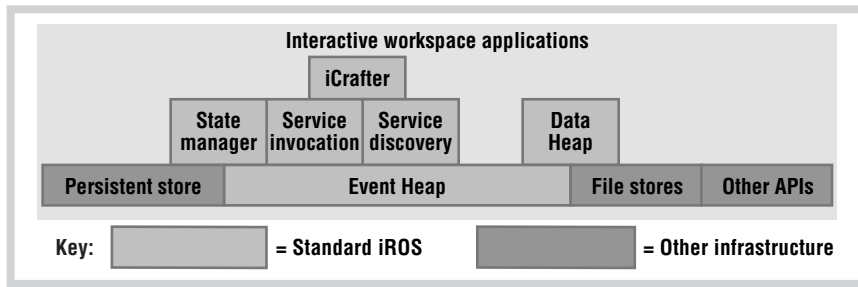 Interactive workspace applications
iCrafter
State
manager
Service
invocation
Service
discovery
Data
Heap
Persistent store
Event Heap
File stores
Other APIs
Key:
= Standard iROS
= Other infrastructure